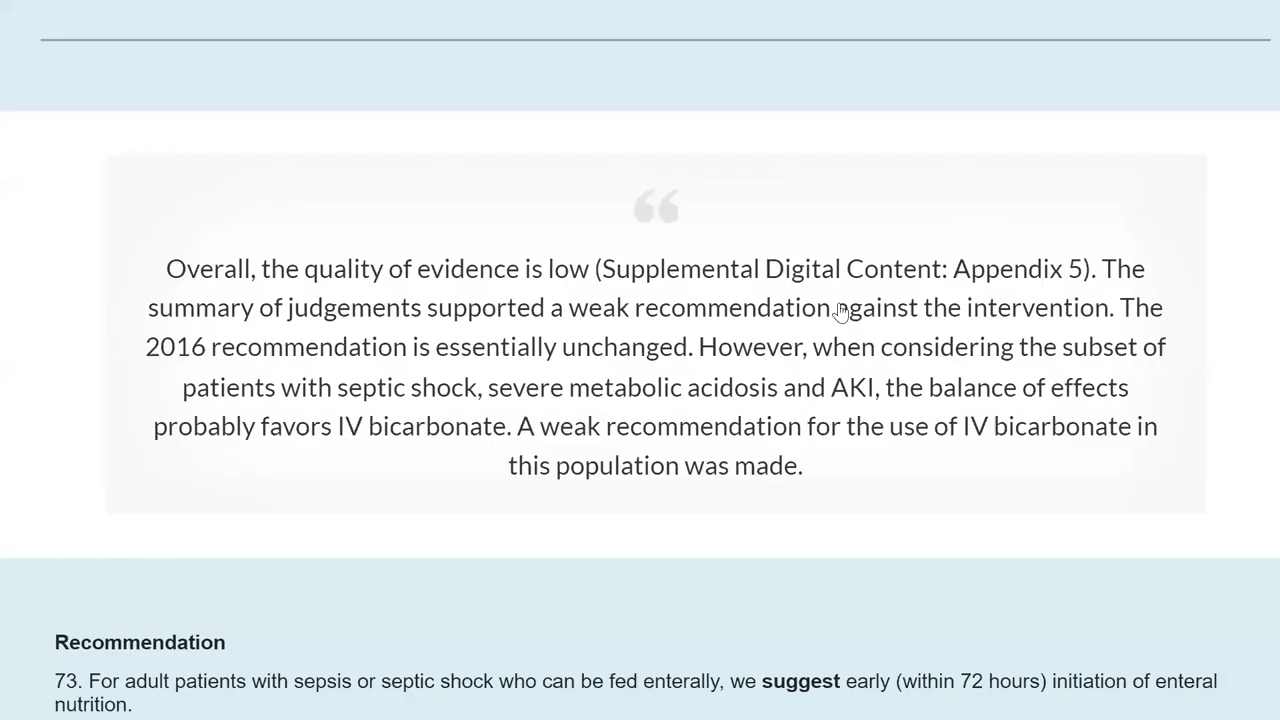 “
Overall, the quality of evidence is low (Supplemental Digital Content: Appendix 5). The
summary of judgements supported a weak recommendation against the intervention. The
2016 recommendation is essentially unchanged. However, when considering the subset of
patients with septic shock, severe metabolic acidosis and AKI, the balance of effects
probably favors IV bicarbonate. A weak recommendation for the use of IV bicarbonate in
this population was made.
Recommendation
73. For adult patients with sepsis or septic shock who can be fed enterally, we suggest early (within 72 hours) initiation of enteral
nutrition.